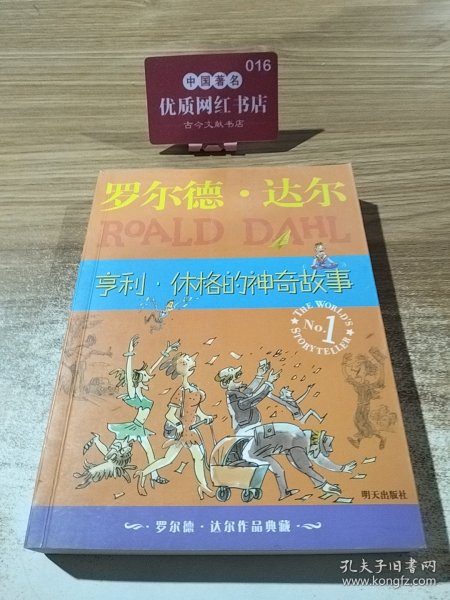 016
中国著名
优质网红书店
古今文献书店
罗尔德·达尔
ROALD DAHL
亨利·休格的神奇故事
THE WORLD'S
No.1
STORYTELLER
明天出版社
罗尔德·达尔作品典藏
孔夫子旧书网
www.kongfz.com